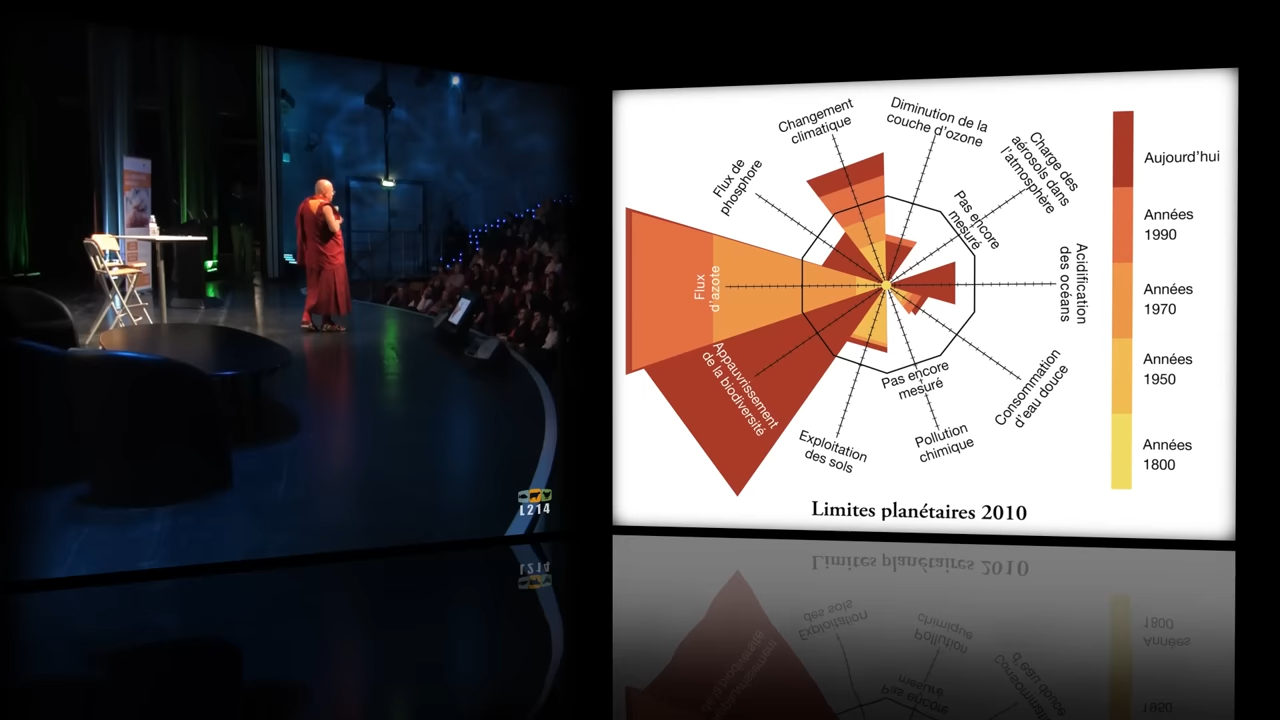 Changement
climatique
Diminution de la
couche d'ozone
Charge des
aérosols dans
l'atmosphère
Flux de
phosphore
Pas encore
mesuré
Acidification
des océans
Flux
d'azote
Appauvrissement
de la biodiversité
Pas encore
mesuré
Consommation
d'eau douce
Exploitation
des sols
Pollution
chimique
Aujourd'hui
Années
1990
Années
1970
Années
1950
Années
1800
Limites planétaires 2010
L214